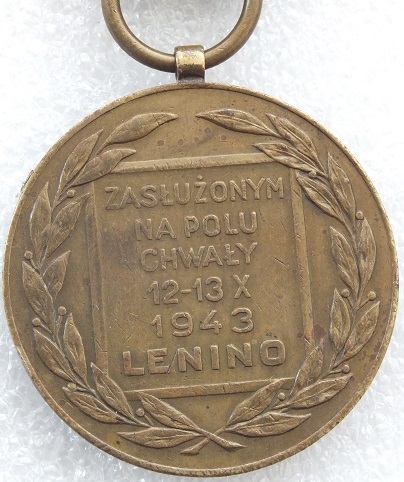 ZASŁUŻONYM
NA POLU
CHWAŁY
12-13 X
1943
LENINO